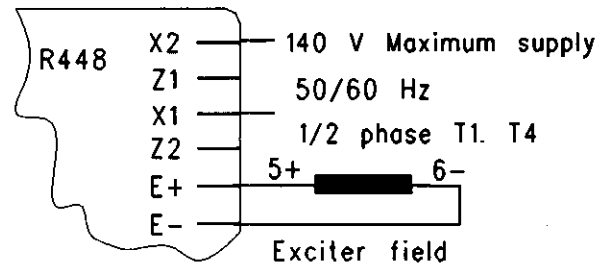 R448
X2 140 V Maximum supply
Z1
50/60 Hz
X1
1/2 phase T1. T4
Z2
5+ 6-
E+
E-
Exciter field